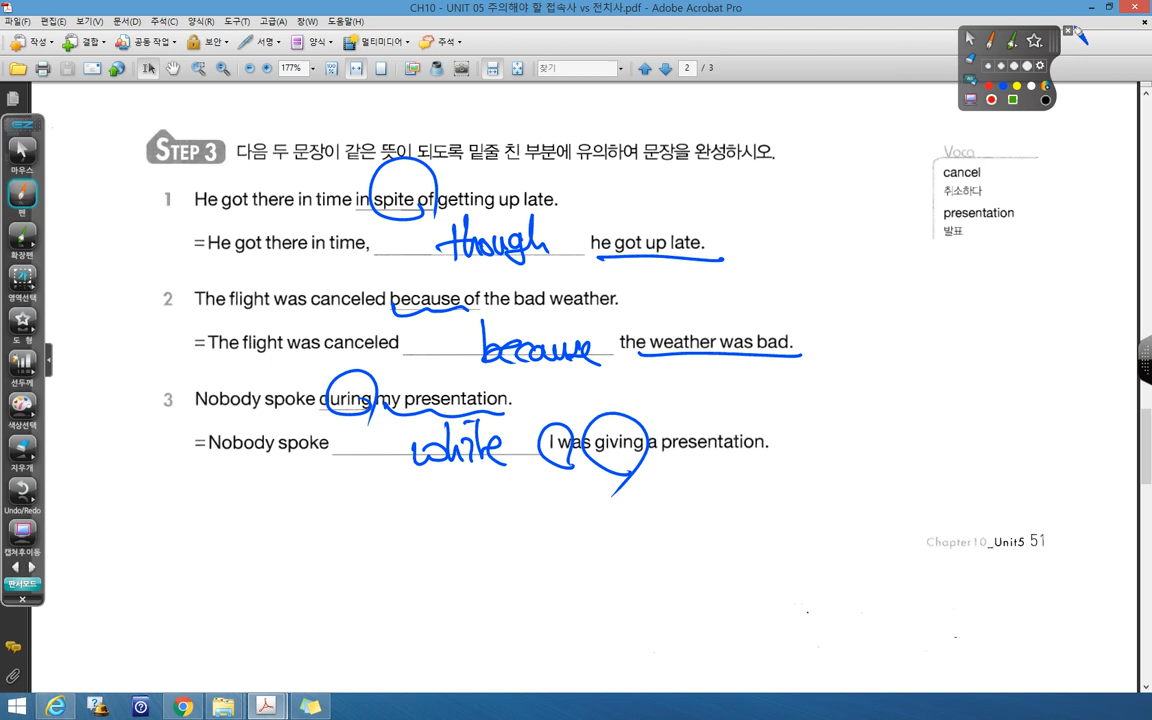 CH10 - UNIT 05 주의해야 할 접속사 vs 전치사.pdf - Adobe Acrobat Pro
파일(F) 편집(E) 보기(V) 문서(D) 주석(C) 양식(R) 도구(T) 고급(A) 창(W) 도움말(H)
작성 결합 공동 작업 보안 서명 양식 멀티미디어 주석
177% 찾기 2 / 3
마우스
펜
확장펜
영역선택
도 형
선두께
색상선택
지우개
Undo/Redo
캡쳐후이동
판서모드
STEP 3 다음 두 문장이 같은 뜻이 되도록 밑줄 친 부분에 유의하여 문장을 완성하시오.
1 He got there in time in spite of getting up late.
= He got there in time, though he got up late.
2 The flight was canceled because of the bad weather.
= The flight was canceled because the weather was bad.
3 Nobody spoke during my presentation.
= Nobody spoke while I was giving a presentation.
Voca
cancel
취소하다
presentation
발표
Chapter10_Unit5 51